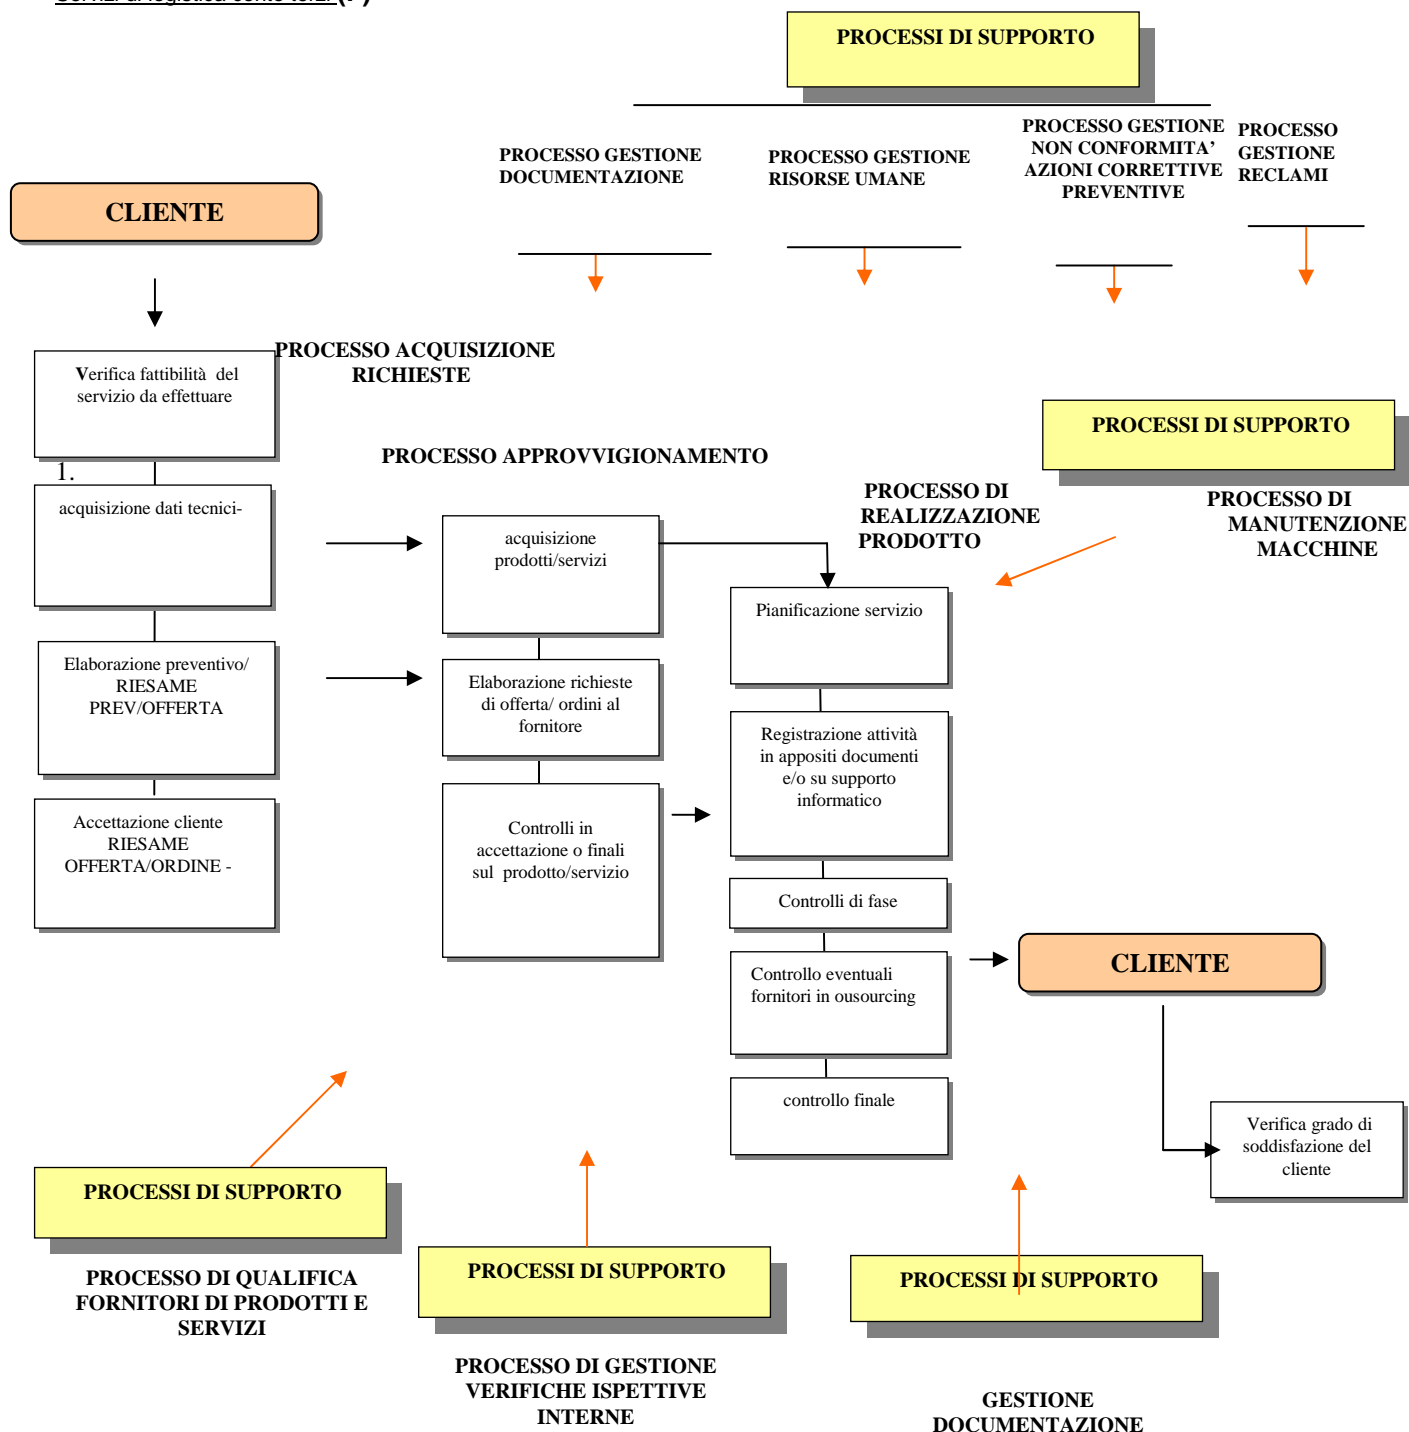 PROCESSI DI SUPPORTO
PROCESSO GESTIONE
DOCUMENTAZIONE
PROCESSO GESTIONE
RISORSE UMANE
PROCESSO GESTIONE
NON CONFORMITA'
AZIONI CORRETTIVE
PREVENTIVE
PROCESSO
GESTIONE
RECLAMI
CLIENTE
PROCESSO ACQUISIZIONE
RICHIESTE
Verifica fattibilità del
servizio da effettuare
1.
acquisizione dati tecnici-
Elaborazione preventivo/
RIESAME
PREV/OFFERTA
Accettazione cliente
RIESAME
OFFERTA/ORDINE -
PROCESSO APPROVVIGIONAMENTO
acquisizione
prodotti/servizi
Elaborazione richieste
di offerta/ ordini al
fornitore
Controlli in
accettazione o finali
sul prodotto/servizio
PROCESSO DI
REALIZZAZIONE
PRODOTTO
Pianificazione servizio
Registrazione attività
in appositi documenti
e/o su supporto
informatico
Controlli di fase
Controllo eventuali
fornitori in ousourcing
controllo finale
PROCESSI DI SUPPORTO
PROCESSO DI
MANUTENZIONE
MACCHINE
CLIENTE
Verifica grado di
soddisfazione del
cliente
PROCESSI DI SUPPORTO
PROCESSO DI QUALIFICA
FORNITORI DI PRODOTTI E
SERVIZI
PROCESSI DI SUPPORTO
PROCESSO DI GESTIONE
VERIFICHE ISPETTIVE
INTERNE
PROCESSI DI SUPPORTO
GESTIONE
DOCUMENTAZIONE